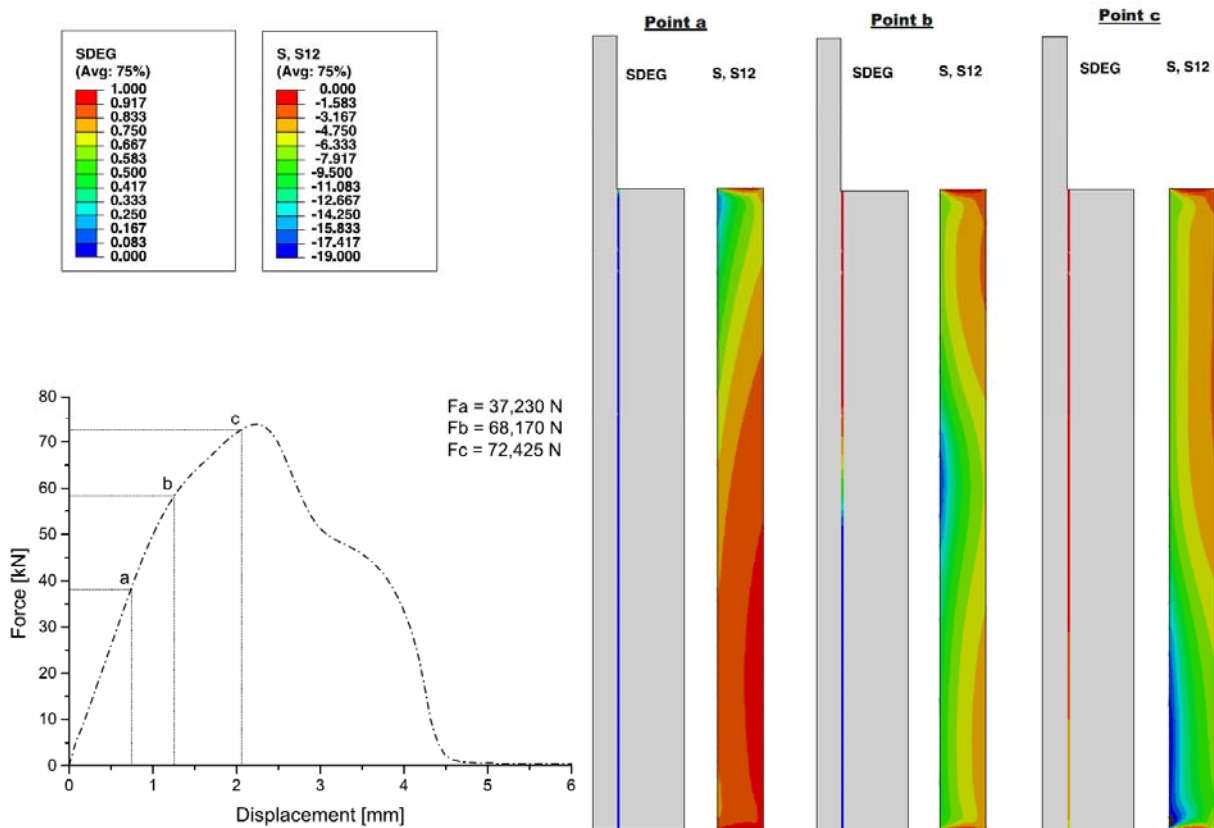 SDEG
(Avg: 75%)
1.000
0.917
0.833
0.750
0.667
0.583
0.500
0.417
0.333
0.250
0.167
0.083
0.000
S, S12
(Avg: 75%)
0.000
-1.583
-3.167
-4.750
-6.333
-7.917
-9.500
-11.083
-12.667
-14.250
-15.833
-17.417
-19.000
Point a
SDEG S, S12
Point b
SDEG S, S12
Point c
SDEG S, S12
Fa = 37,230 N
Fb = 68,170 N
Fc = 72,425 N
Force [kN]
80
70
60
50
40
30
20
10
0
a
b
c
0 1 2 3 4 5 6
Displacement [mm]